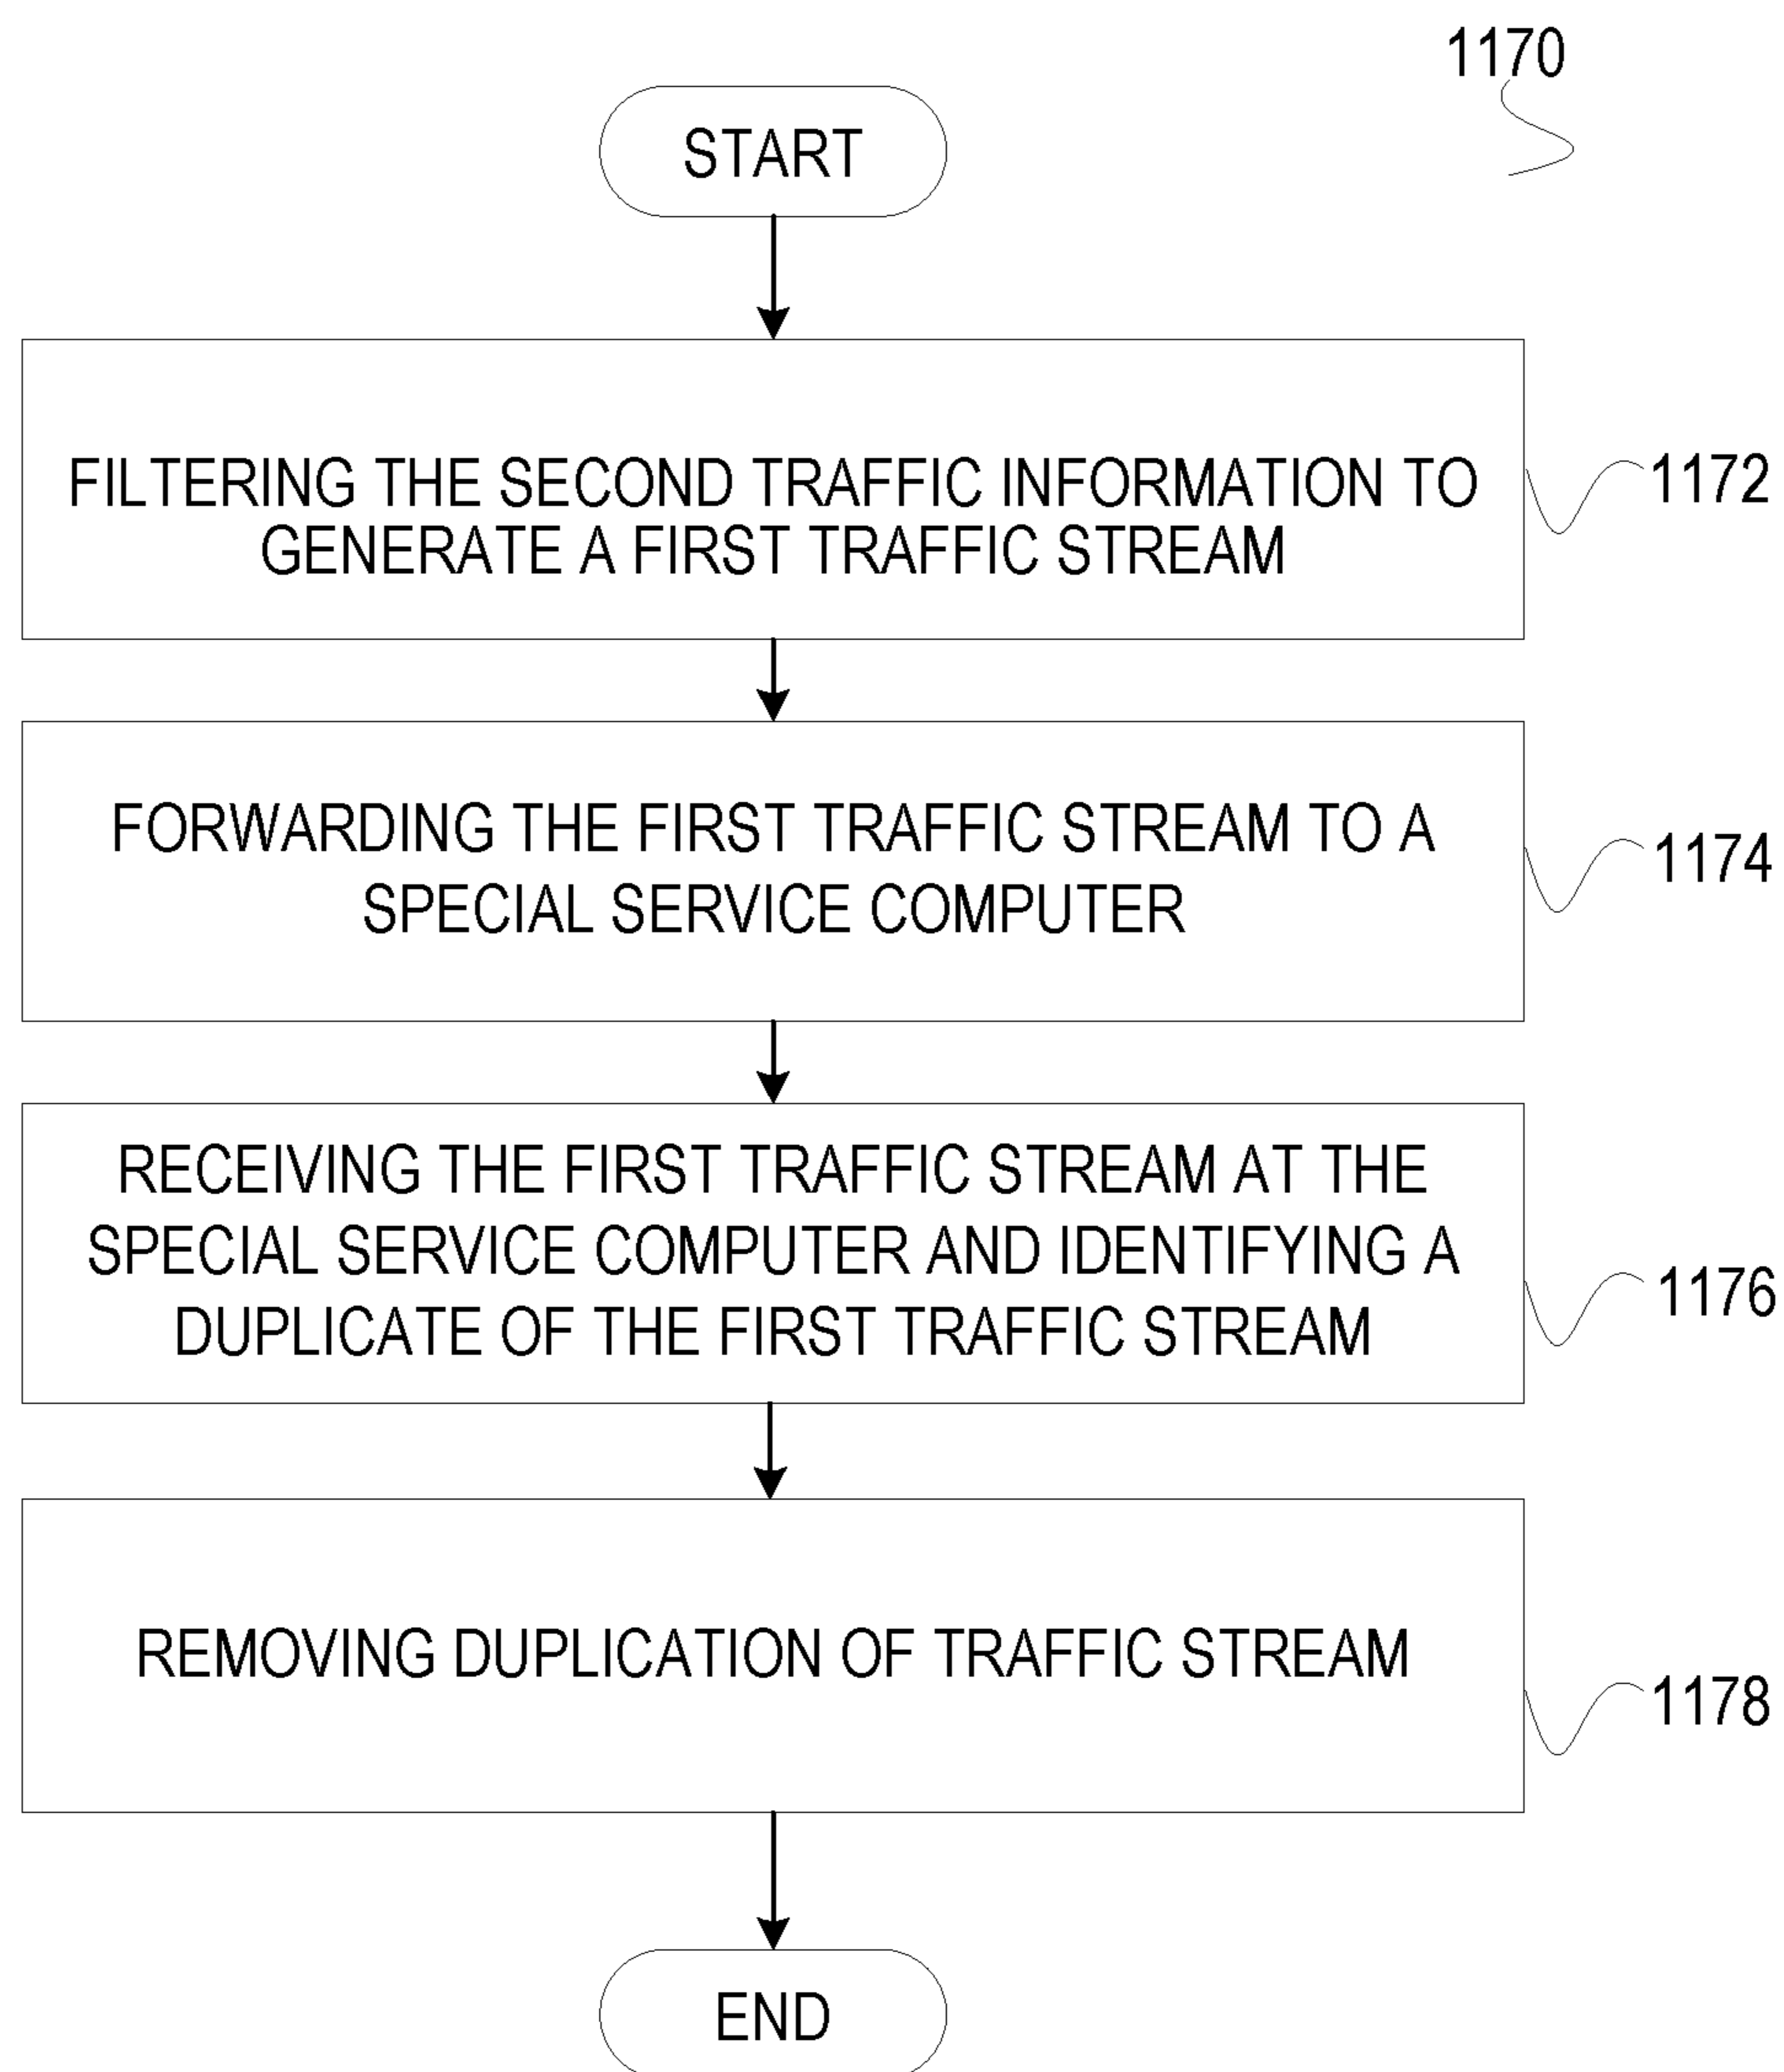 1170
START
FILTERING THE SECOND TRAFFIC INFORMATION TO
GENERATE A FIRST TRAFFIC STREAM
1172
FORWARDING THE FIRST TRAFFIC STREAM TO A
SPECIAL SERVICE COMPUTER
1174
RECEIVING THE FIRST TRAFFIC STREAM AT THE
SPECIAL SERVICE COMPUTER AND IDENTIFYING A
DUPLICATE OF THE FIRST TRAFFIC STREAM
1176
REMOVING DUPLICATION OF TRAFFIC STREAM
1178
END